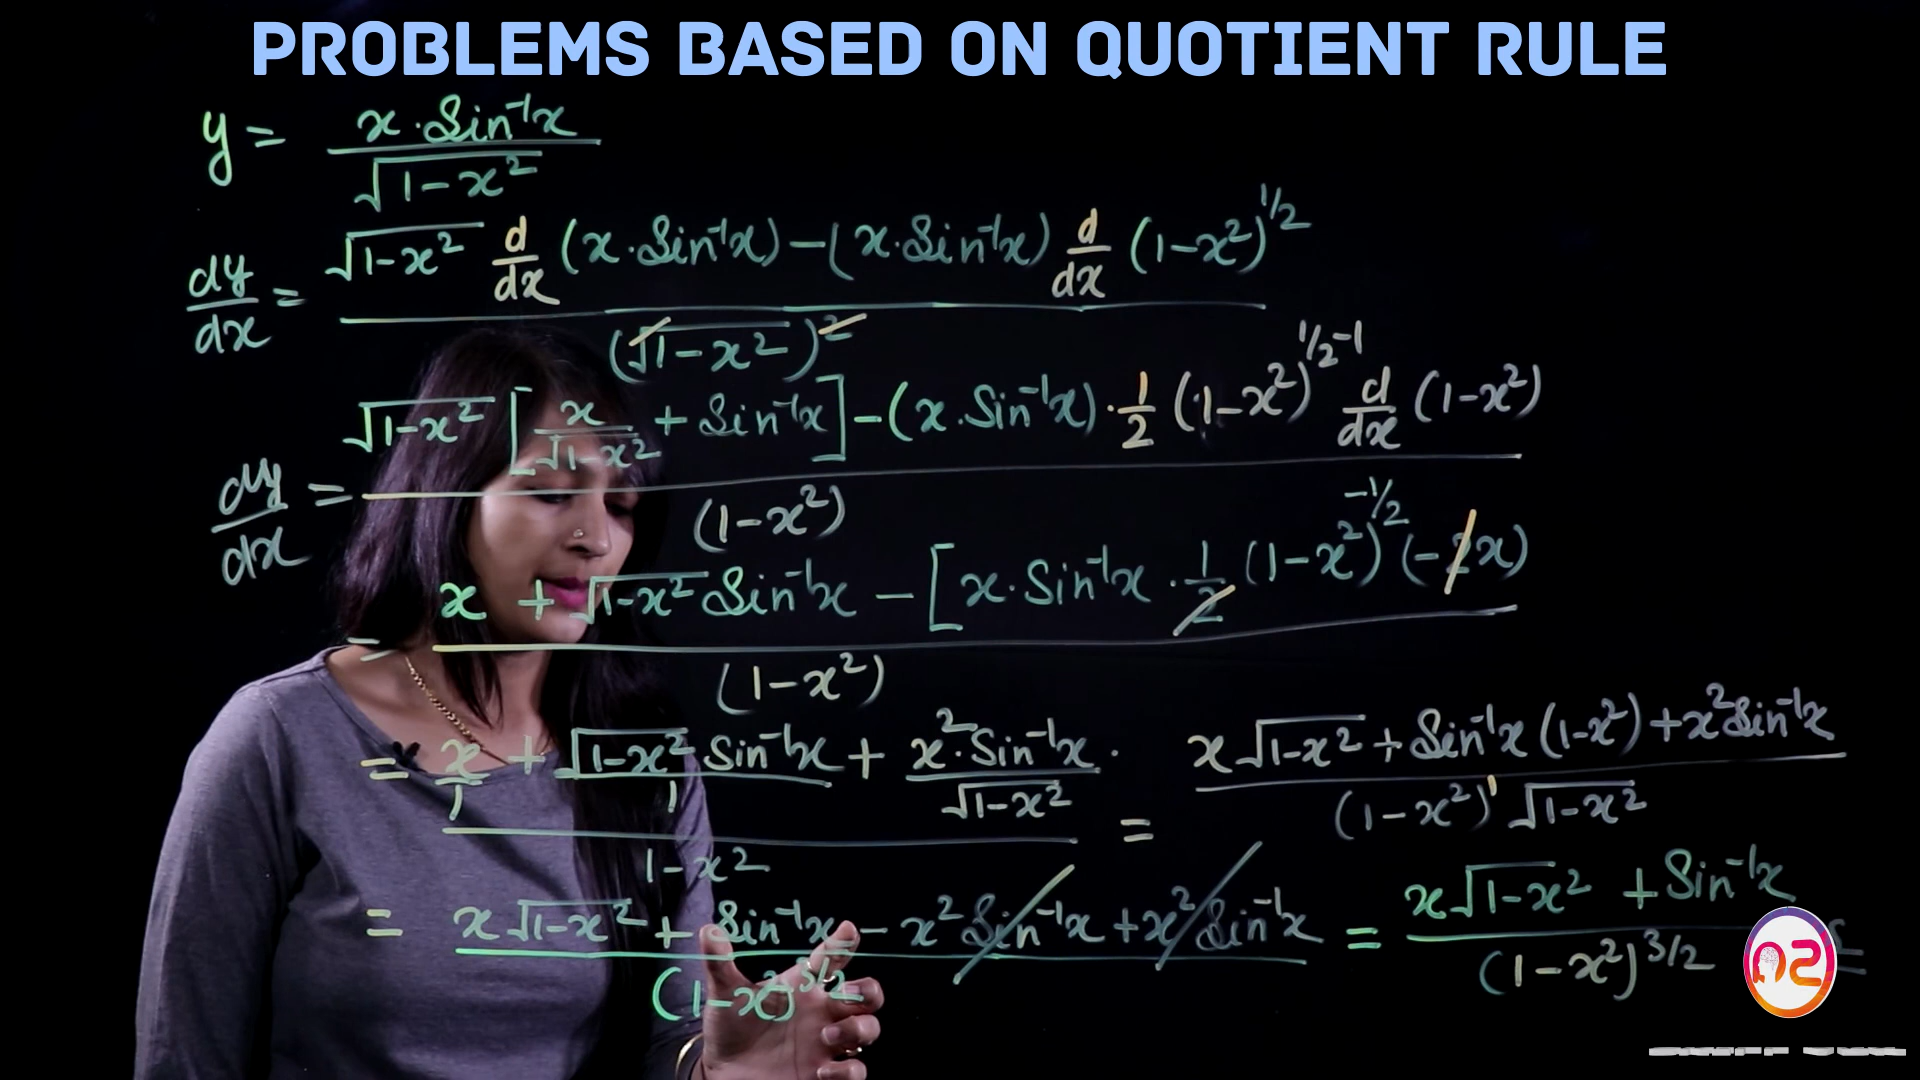 PROBLEMS BASED ON QUOTIENT RULE
y = x·Sin⁻¹x / √(1-x²)
dy/dx = √(1-x²) d/dx (x·Sin⁻¹x) - (x·Sin⁻¹x) d/dx (1-x²)^1/2 / (√(1-x²))²
dy/dx = √(1-x²) [x/√(1-x²) + Sin⁻¹x] - (x.Sin⁻¹x)·1/2 (1-x²)^1/2-1 d/dx (1-x²) / (1-x²)
= x + √(1-x²) Sin⁻¹x - [x·Sin⁻¹x · 1/2 (1-x²)^-1/2 (-2x) / (1-x²)
= x/1 + √(1-x²) Sin⁻¹x/1 + x²·Sin⁻¹x/√(1-x²) · / 1-x² = x√(1-x²) + Sin⁻¹x (1-x²) + x²Sin⁻¹x / (1-x²)¹ √(1-x²)
= x√(1-x²) + Sin⁻¹x - x² Sin⁻¹x + x² Sin⁻¹x / (1-x²)^3/2 = x√(1-x²) + Sin⁻¹x / (1-x²)^3/2